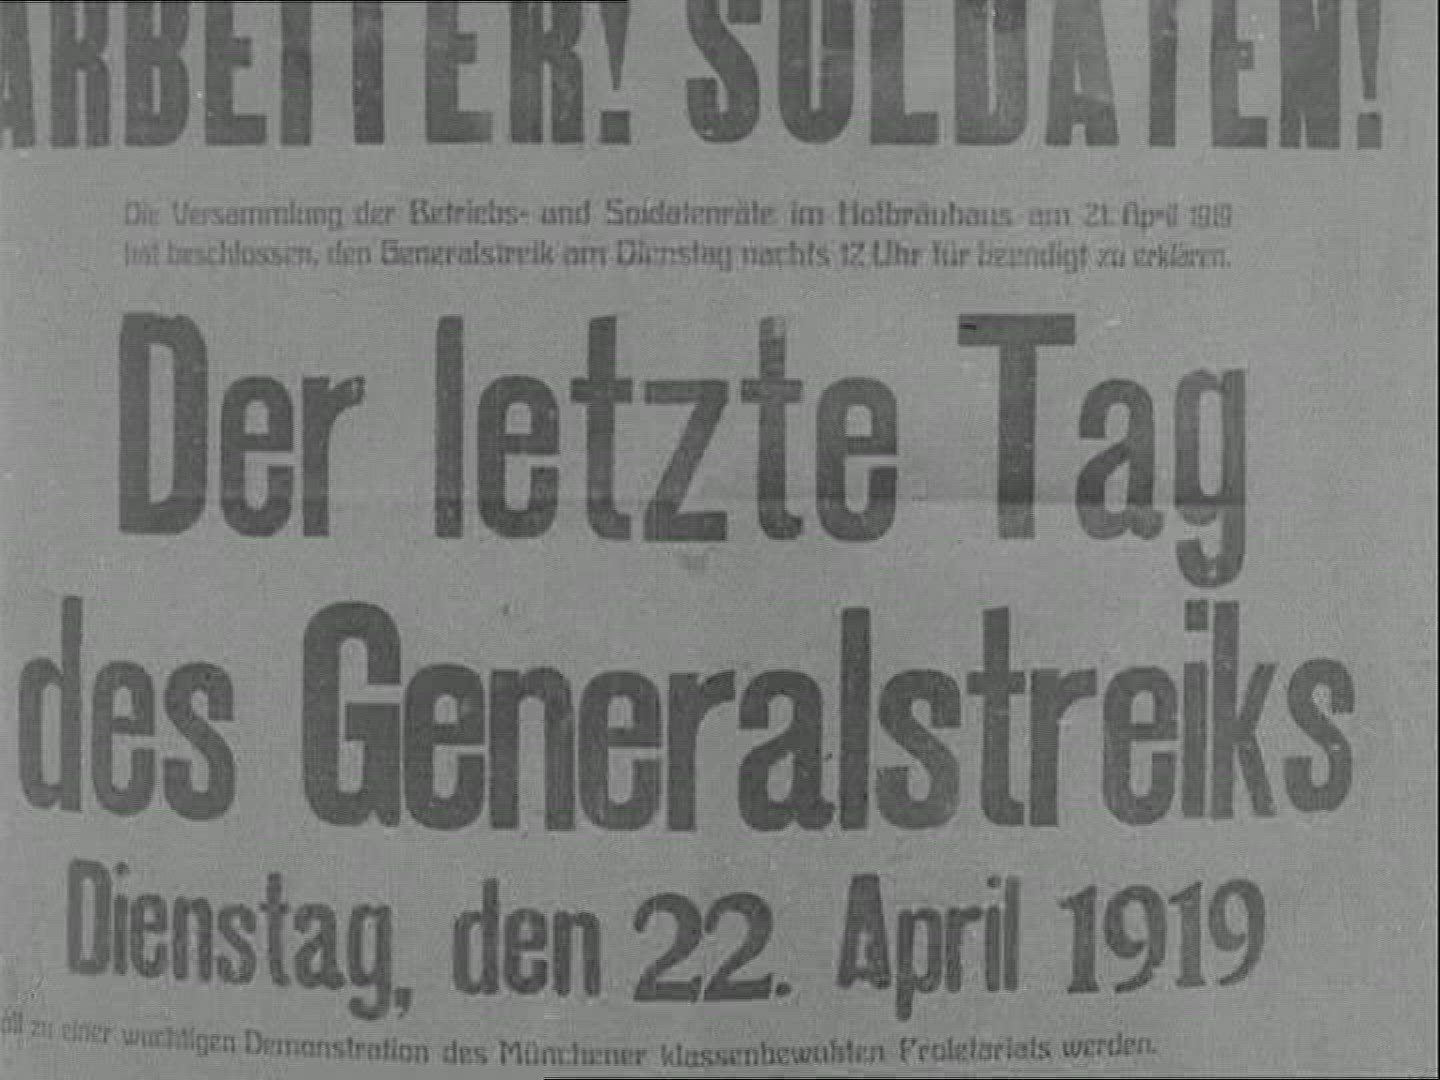 ARBEITER! SOLDATEN!
Die Versammlung der Betriebs- und Soldatenräte im Hofbräuhaus am 21. April 1919
hat beschlossen, den Generalstreik am Dienstag nachts 12 Uhr für beendigt zu erklären.
Der letzte Tag
des Generalstreiks
Dienstag, den 22. April 1919
zu einer wuchtigen Demonstration des Münchener klassenbewußten Proletariats werden.